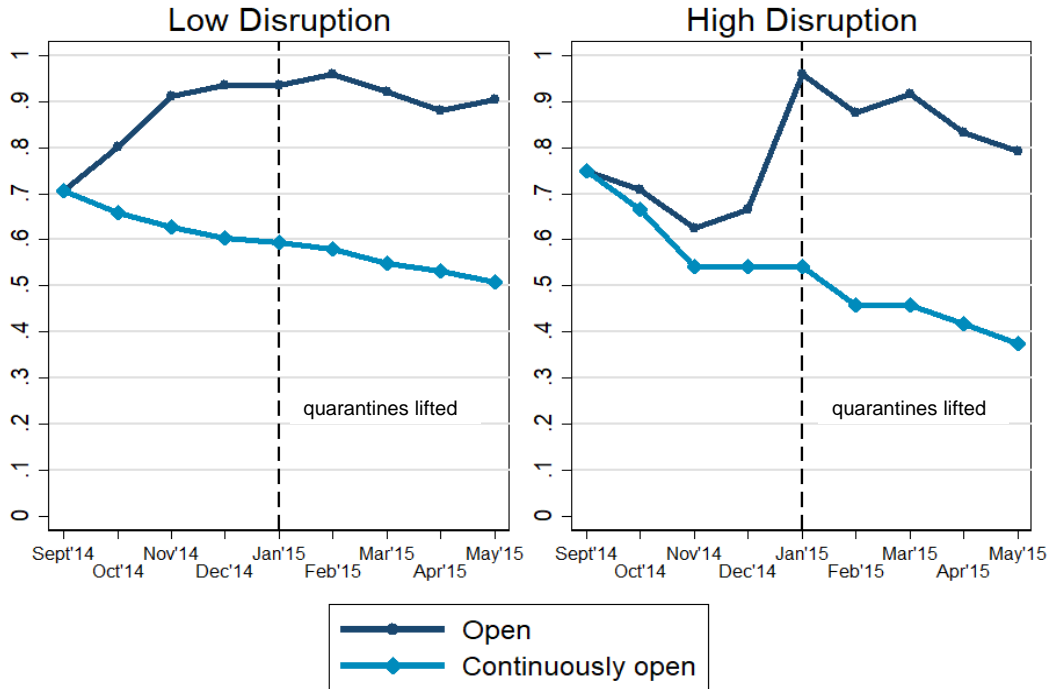 Low Disruption
1
.9
.8
.7
.6
.5
.4
.3
.2
.1
0
quarantines lifted
Sept'14 Nov'14 Jan'15 Mar'15 May'15
Oct'14 Dec'14 Feb'15 Apr'15
High Disruption
1
.9
.8
.7
.6
.5
.4
.3
.2
.1
0
quarantines lifted
Sept'14 Nov'14 Jan'15 Mar'15 May'15
Oct'14 Dec'14 Feb'15 Apr'15
Open
Continuously open